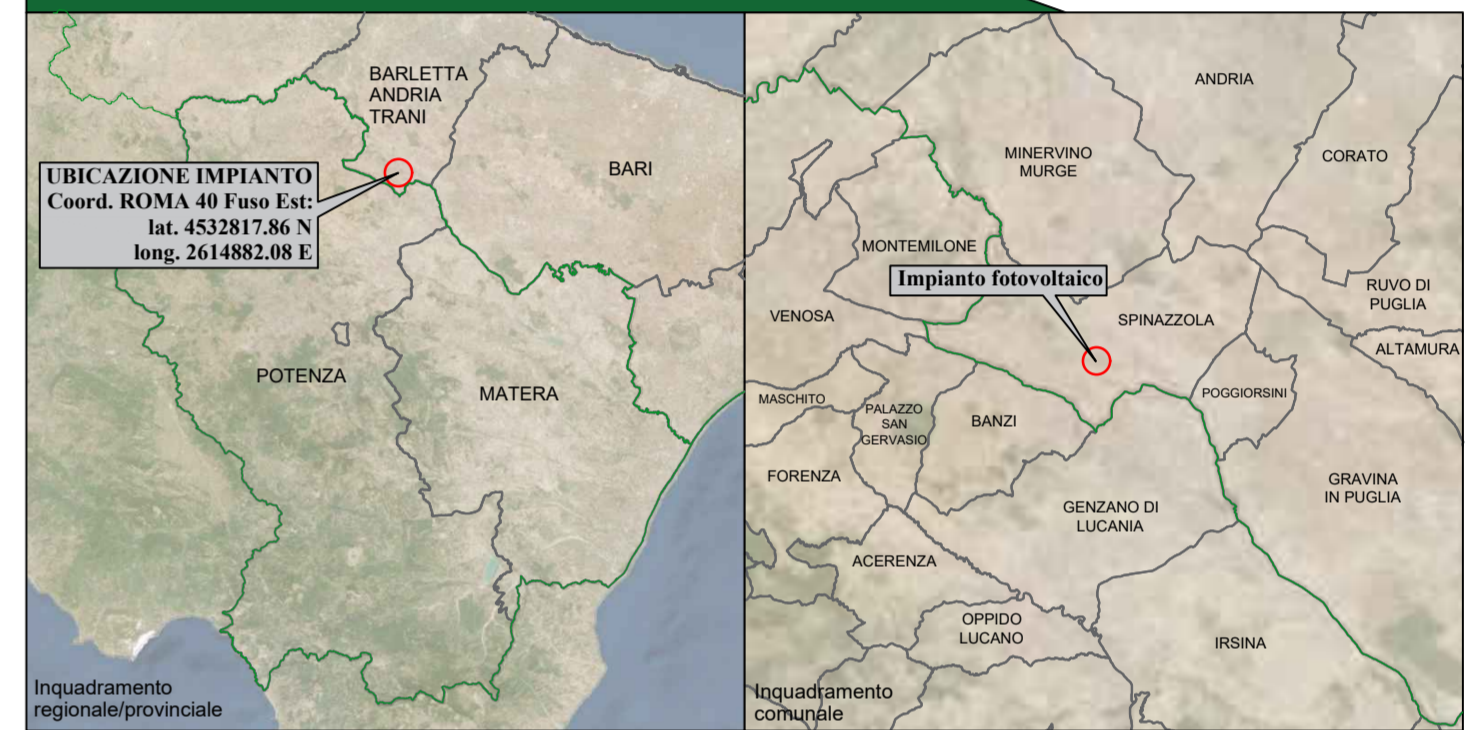 BARLETTA
ANDRIA
TRANI
BARI
UBICAZIONE IMPIANTO
Coord. ROMA 40 Fuso Est:
lat. 4532817.86 N
long. 2614882.08 E
POTENZA
MATERA
Inquadramento
regionale/provinciale
ANDRIA
MINERVINO
MURGE
CORATO
MONTEMILONE
Impianto fotovoltaico
RUVO DI
PUGLIA
VENOSA
SPINAZZOLA
ALTAMURA
MASCHITO
PALAZZO
SAN
GERVASIO
BANZI
POGGIORSINI
FORENZA
GENZANO DI
LUCANIA
GRAVINA
IN PUGLIA
ACERENZA
OPPIDO
LUCANO
IRSINA
Inquadramento
comunale